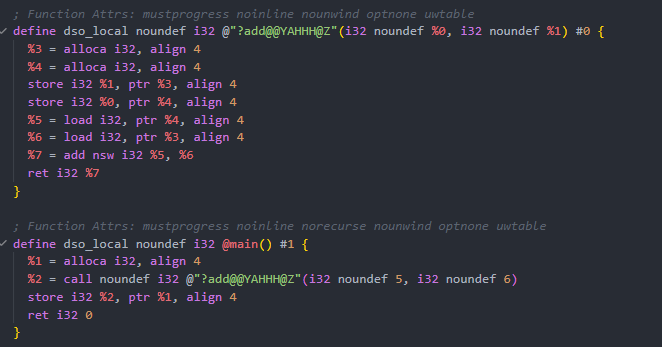 ; Function Attrs: mustprogress noinline nounwind optnone uwtable
define dso_local noundef i32 @"?add@@YAHHH@Z"(i32 noundef %0, i32 noundef %1) #0 {
%3 = alloca i32, align 4
%4 = alloca i32, align 4
store i32 %1, ptr %3, align 4
store i32 %0, ptr %4, align 4
%5 = load i32, ptr %4, align 4
%6 = load i32, ptr %3, align 4
%7 = add nsw i32 %5, %6
ret i32 %7
}
; Function Attrs: mustprogress noinline norecurse nounwind optnone uwtable
define dso_local noundef i32 @main() #1 {
%1 = alloca i32, align 4
%2 = call noundef i32 @"?add@@YAHHH@Z"(i32 noundef 5, i32 noundef 6)
store i32 %2, ptr %1, align 4
ret i32 0
}